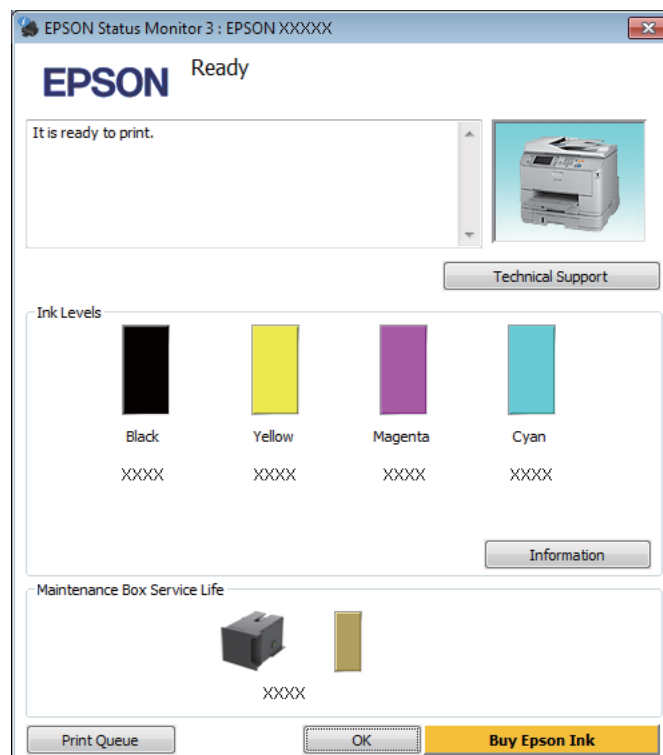 EPSON Status Monitor 3 : EPSON XXXXX
EPSON
Ready
It is ready to print.
Technical Support
Ink Levels
Black Yellow Magenta Cyan
XXXX XXXX XXXX XXXX
Information
Maintenance Box Service Life
XXXX
Print Queue OK Buy Epson Ink